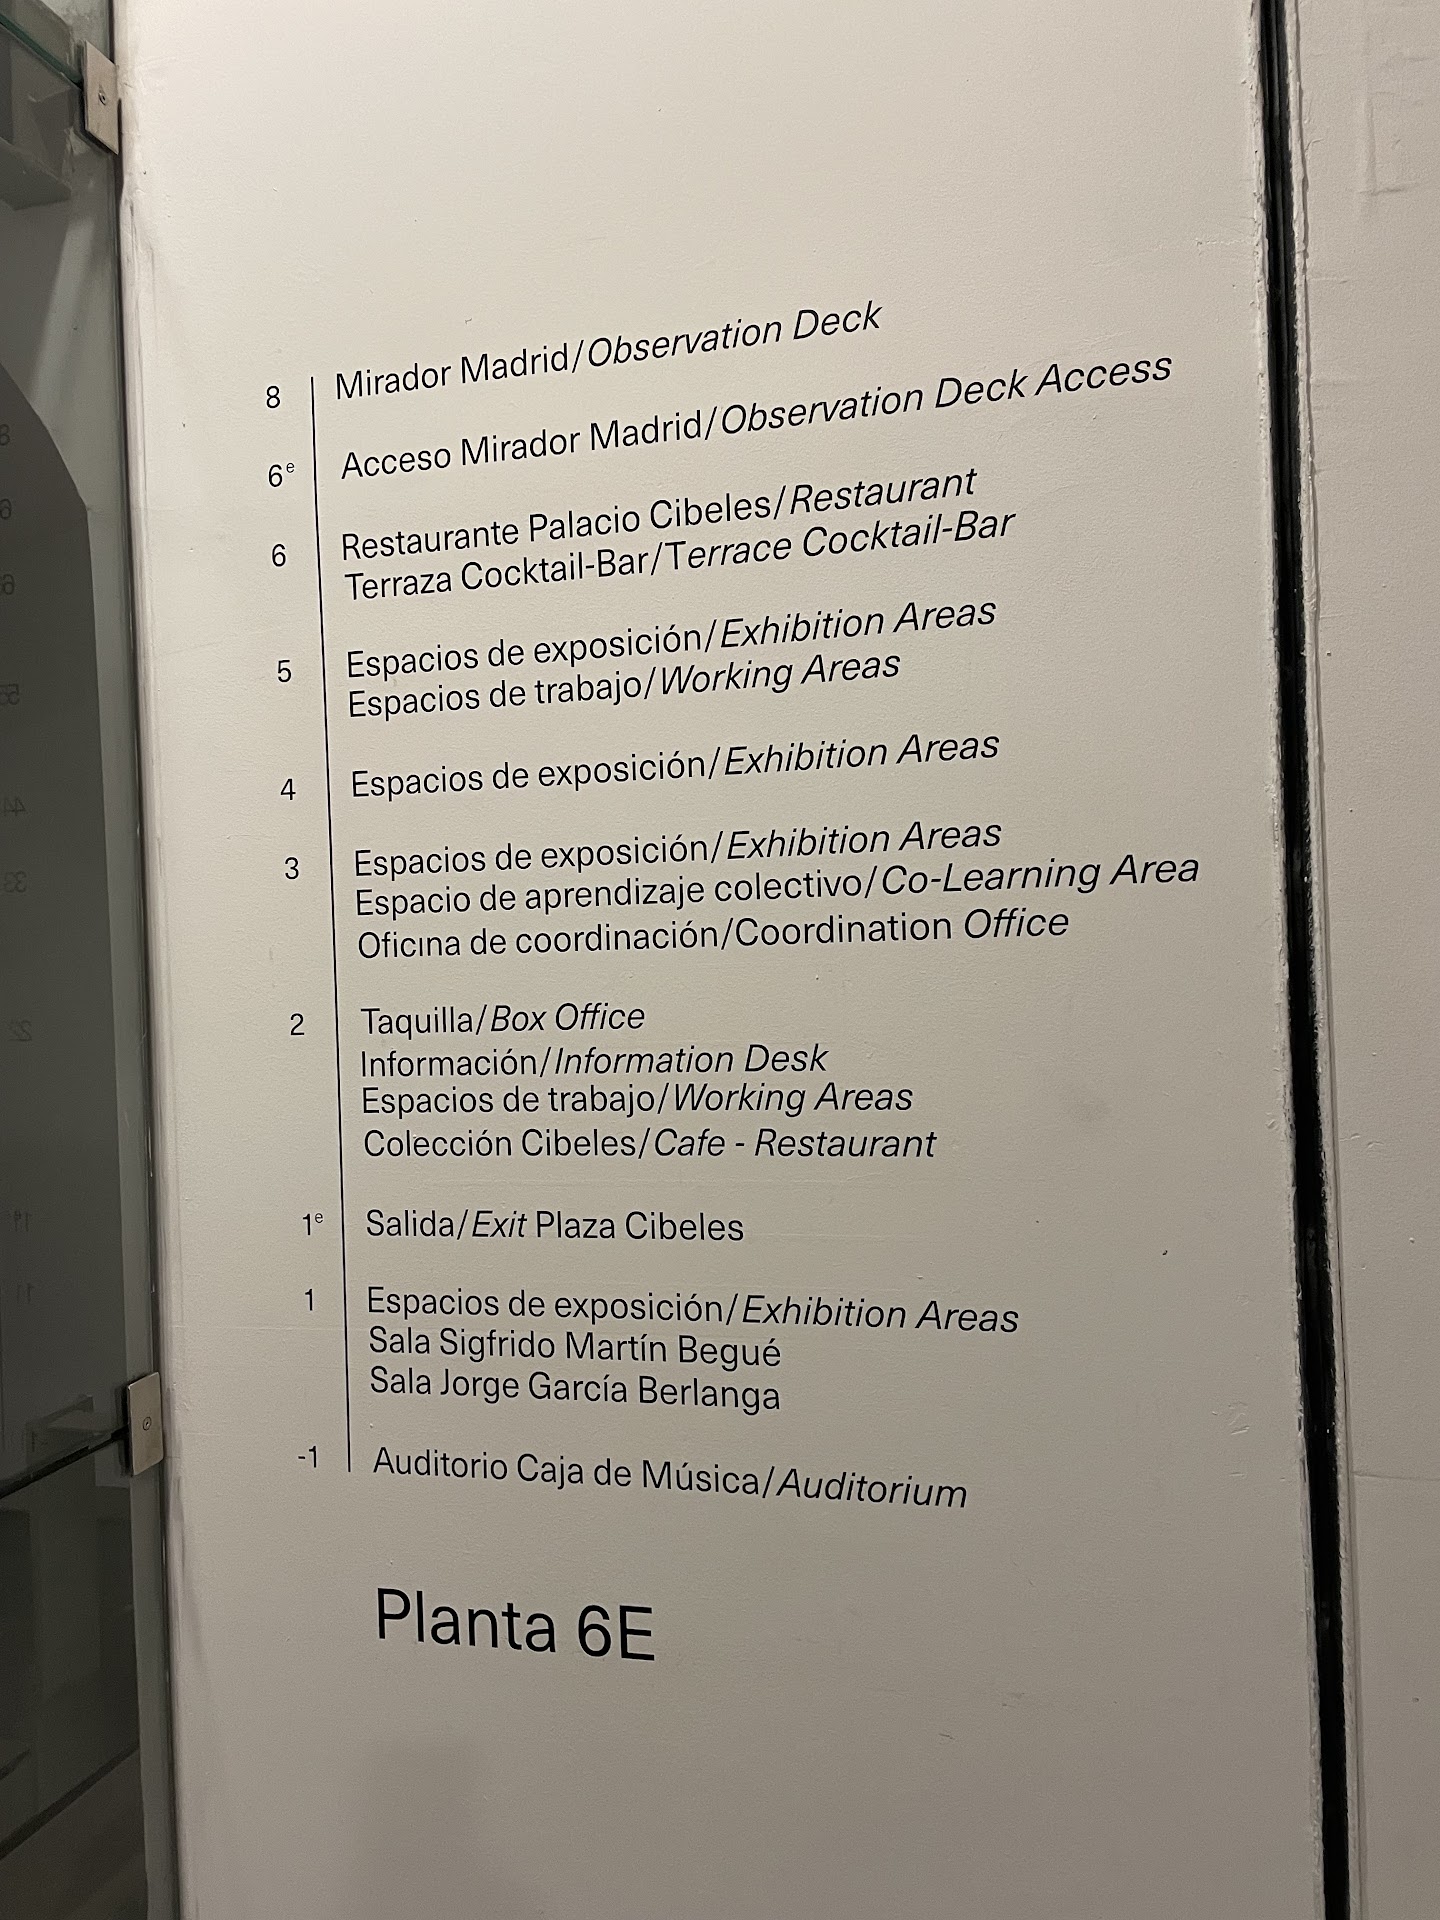 8 Mirador Madrid/Observation Deck
6e Acceso Mirador Madrid/Observation Deck Access
6 Restaurante Palacio Cibeles/Restaurant
Terraza Cocktail-Bar/Terrace Cocktail-Bar
5 Espacios de exposición/Exhibition Areas
Espacios de trabajo/Working Areas
4 Espacios de exposición/Exhibition Areas
3 Espacios de exposición/Exhibition Areas
Espacio de aprendizaje colectivo/Co-Learning Area
Oficina de coordinación/Coordination Office
2 Taquilla/Box Office
Información/Information Desk
Espacios de trabajo/Working Areas
Colección Cibeles/Cafe - Restaurant
1e Salida/Exit Plaza Cibeles
1 Espacios de exposición/Exhibition Areas
Sala Sigfrido Martín Begué
Sala Jorge García Berlanga
-1 Auditorio Caja de Música/Auditorium
Planta 6E